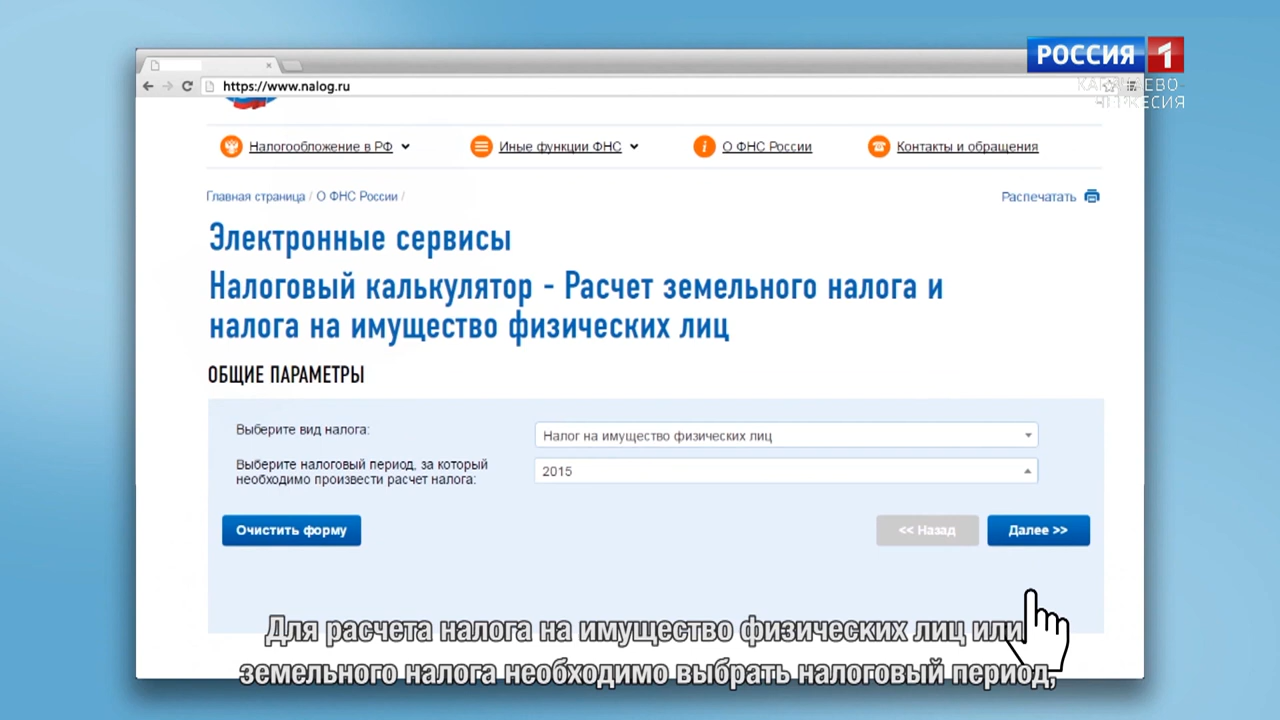 РОССИЯ 1
КАРАЧАЕВО-
ЧЕРКЕСИЯ
https://www.nalog.ru
Налогообложение в РФ
Иные функции ФНС
О ФНС России
Контакты и обращения
Главная страница / О ФНС России /
Распечатать
Электронные сервисы
Налоговый калькулятор - Расчет земельного налога и
налога на имущество физических лиц
ОБЩИЕ ПАРАМЕТРЫ
Выберите вид налога:
Налог на имущество физических лиц
Выберите налоговый период, за который
необходимо произвести расчет налога:
2015
Очистить форму
<< Назад
Далее >>
Для расчета налога на имущество физических лиц или
земельного налога необходимо выбрать налоговый период,